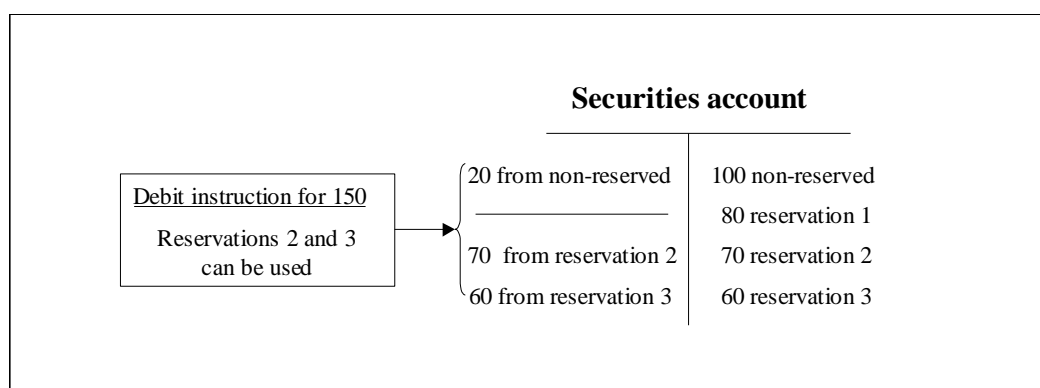 Securities account
Debit instruction for 150
Reservations 2 and 3
can be used
20 from non-reserved
70 from reservation 2
60 from reservation 3
100 non-reserved
80 reservation 1
70 reservation 2
60 reservation 3